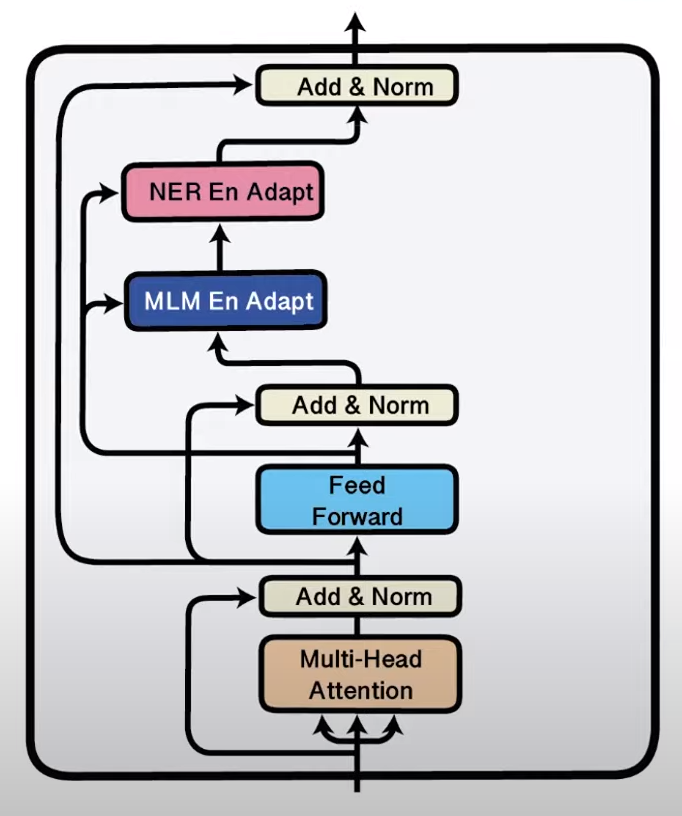 Add & Norm
NER En Adapt
MLM En Adapt
Add & Norm
Feed
Forward
Add & Norm
Multi-Head
Attention